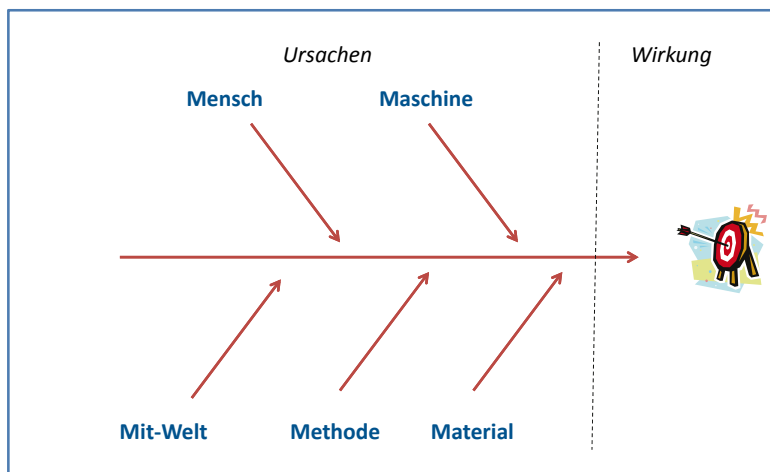 Ursachen
Wirkung
Mensch
Maschine
Mit-Welt
Methode
Material